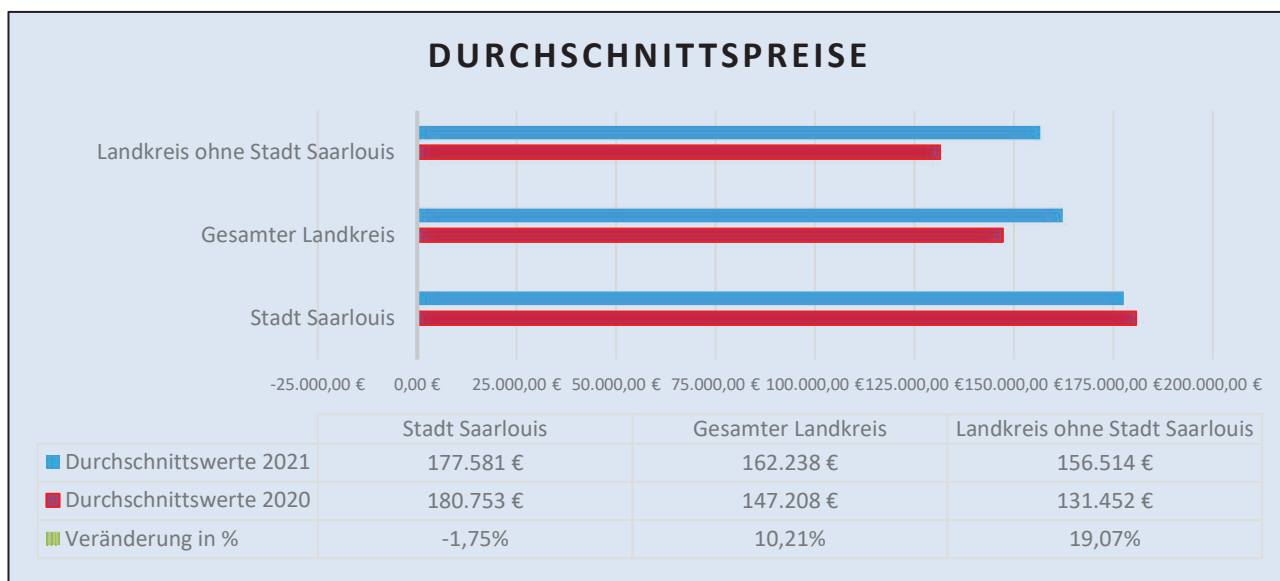 DURCHSCHNITTSPREISE
Landkreis ohne Stadt Saarlouis
Gesamter Landkreis
Stadt Saarlouis
-25.000,00 € 0,00 € 25.000,00 € 50.000,00 € 75.000,00 € 100.000,00 € 125.000,00 € 150.000,00 € 175.000,00 € 200.000,00 €
Stadt Saarlouis Gesamter Landkreis Landkreis ohne Stadt Saarlouis
Durchschnittswerte 2021 177.581 € 162.238 € 156.514 €
Durchschnittswerte 2020 180.753 € 147.208 € 131.452 €
Veränderung in % -1,75% 10,21% 19,07%